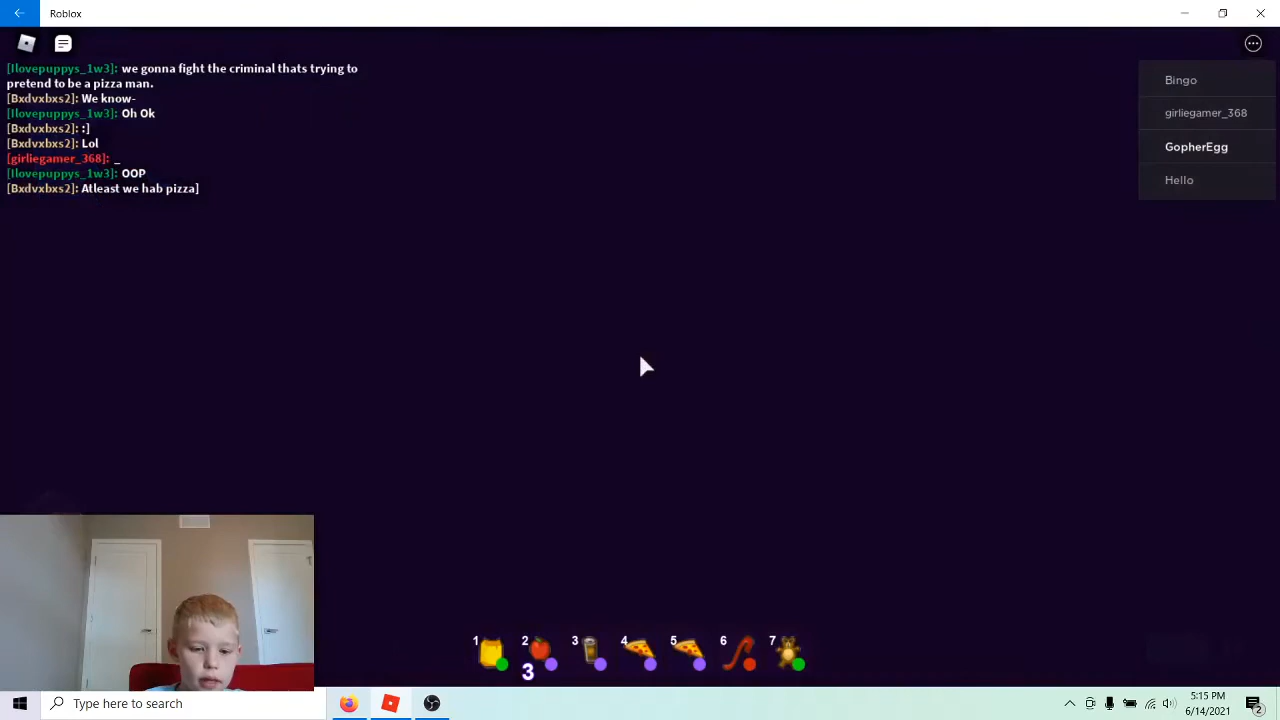 Roblox
[Ilovepuppys_1w3]: we gonna fight the criminal thats trying to
pretend to be a pizza man.
[Bxdvxbxs2]: We know-
[Ilovepuppys_1w3]: Oh Ok
[Bxdvxbxs2]: :]
[Bxdvxbxs2]: Lol
[girliegamer_368]: _
[Ilovepuppys_1w3]: OOP
[Bxdvxbxs2]: Atleast we hab pizza]
Bingo
girliegamer_368
GopherEgg
Hello
1 2 3 4 5 6 7
3
Type here to search
5:15 PM
6/14/2021
2